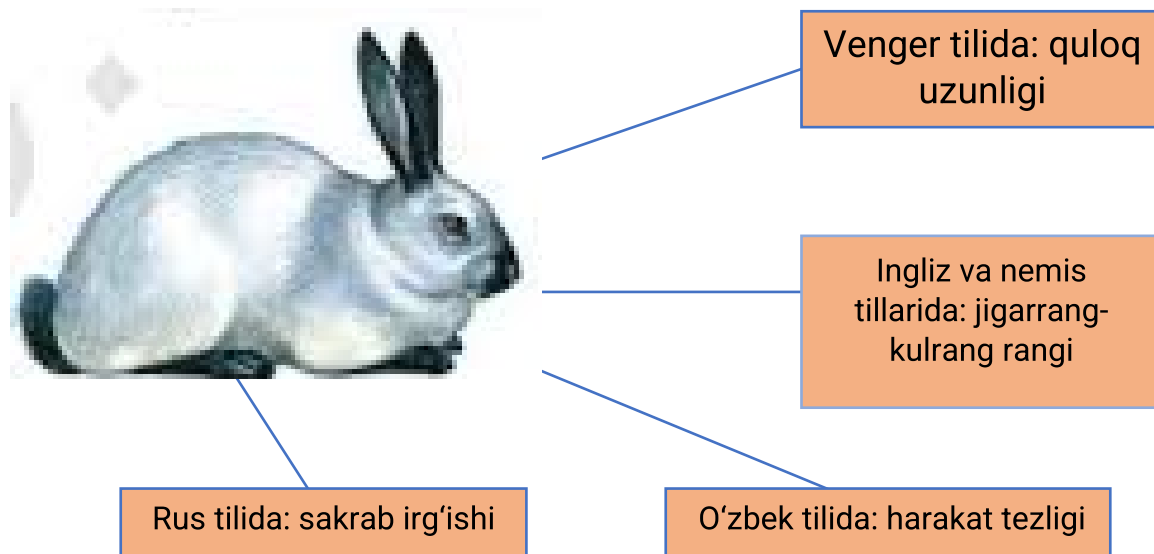 Venger tilida: quloq
uzunligi
Ingliz va nemis
tillarida: jigarrang-
kulrang rangi
Rus tilida: sakrab irg‘ishi
O‘zbek tilida: harakat tezligi